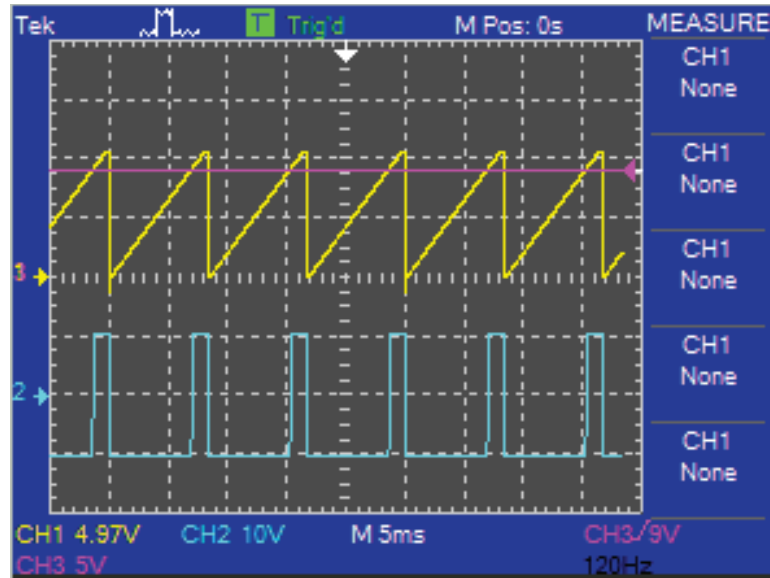 Tek T Trig'd M Pos: 0s MEASURE
CH1
None
CH1
None
3
CH1
None
CH1
None
2
CH1
None
CH1 4.97V CH2 10V M 5ms CH3/9V
CH3 5V 120Hz